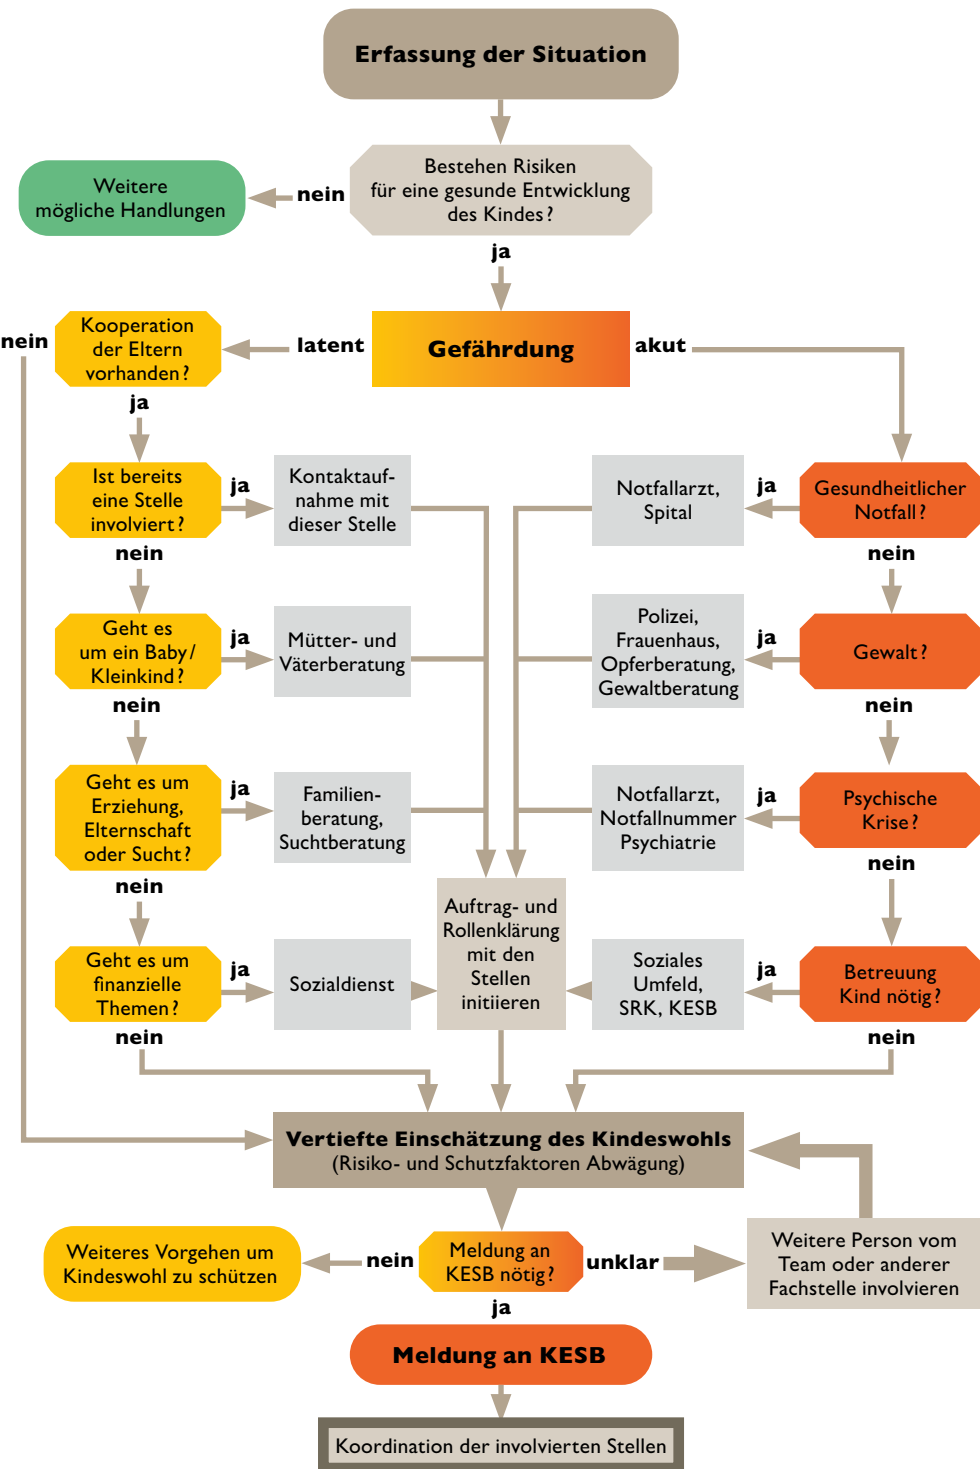 Erfassung der Situation
Bestehen Risiken
für eine gesunde Entwicklung
des Kindes?
nein
Weitere
mögliche Handlungen
ja
Gefährdung
latent
akut
nein
Kooperation
der Eltern
vorhanden?
ja
Ist bereits
eine Stelle
involviert?
ja
Kontaktauf-
nahme mit
dieser Stelle
Notfallarzt,
Spital
ja
Gesundheitlicher
Notfall?
nein
nein
Geht es
um ein Baby/
Kleinkind?
ja
Mütter- und
Väterberatung
Polizei,
Frauenhaus,
Opferberatung,
Gewaltberatung
ja
Gewalt?
nein
nein
Geht es um
Erziehung,
Elternschaft
oder Sucht?
ja
Familien-
beratung,
Suchtberatung
Notfallarzt,
Notfallnummer
Psychiatrie
ja
Psychische
Krise?
nein
nein
Geht es um
finanzielle
Themen?
ja
Sozialdienst
Auftrag- und
Rollenklärung
mit den
Stellen
initiieren
Soziales
Umfeld,
SRK, KESB
ja
Betreuung
Kind nötig?
nein
nein
Vertiefte Einschätzung des Kindeswohls
(Risiko- und Schutzfaktoren Abwägung)
Weiteres Vorgehen um
Kindeswohl zu schützen
nein
Meldung an
KESB nötig?
unklar
Weitere Person vom
Team oder anderer
Fachstelle involvieren
ja
Meldung an KESB
Koordination der involvierten Stellen